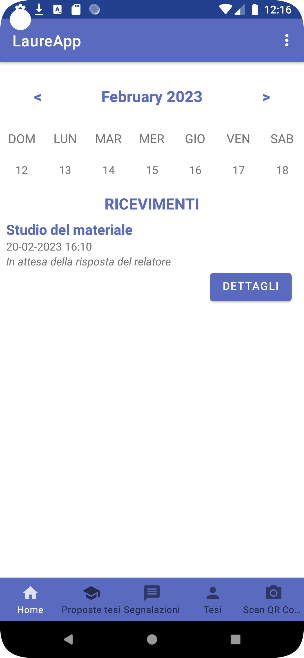 12:16
LaureApp
< February 2023 >
DOM LUN MAR MER GIO VEN SAB
12 13 14 15 16 17 18
RICEVIMENTI
Studio del materiale
20-02-2023 16:10
In attesa della risposta del relatore
DETTAGLI
Home Proposte tesi Segnalazioni Tesi Scan QR Co...